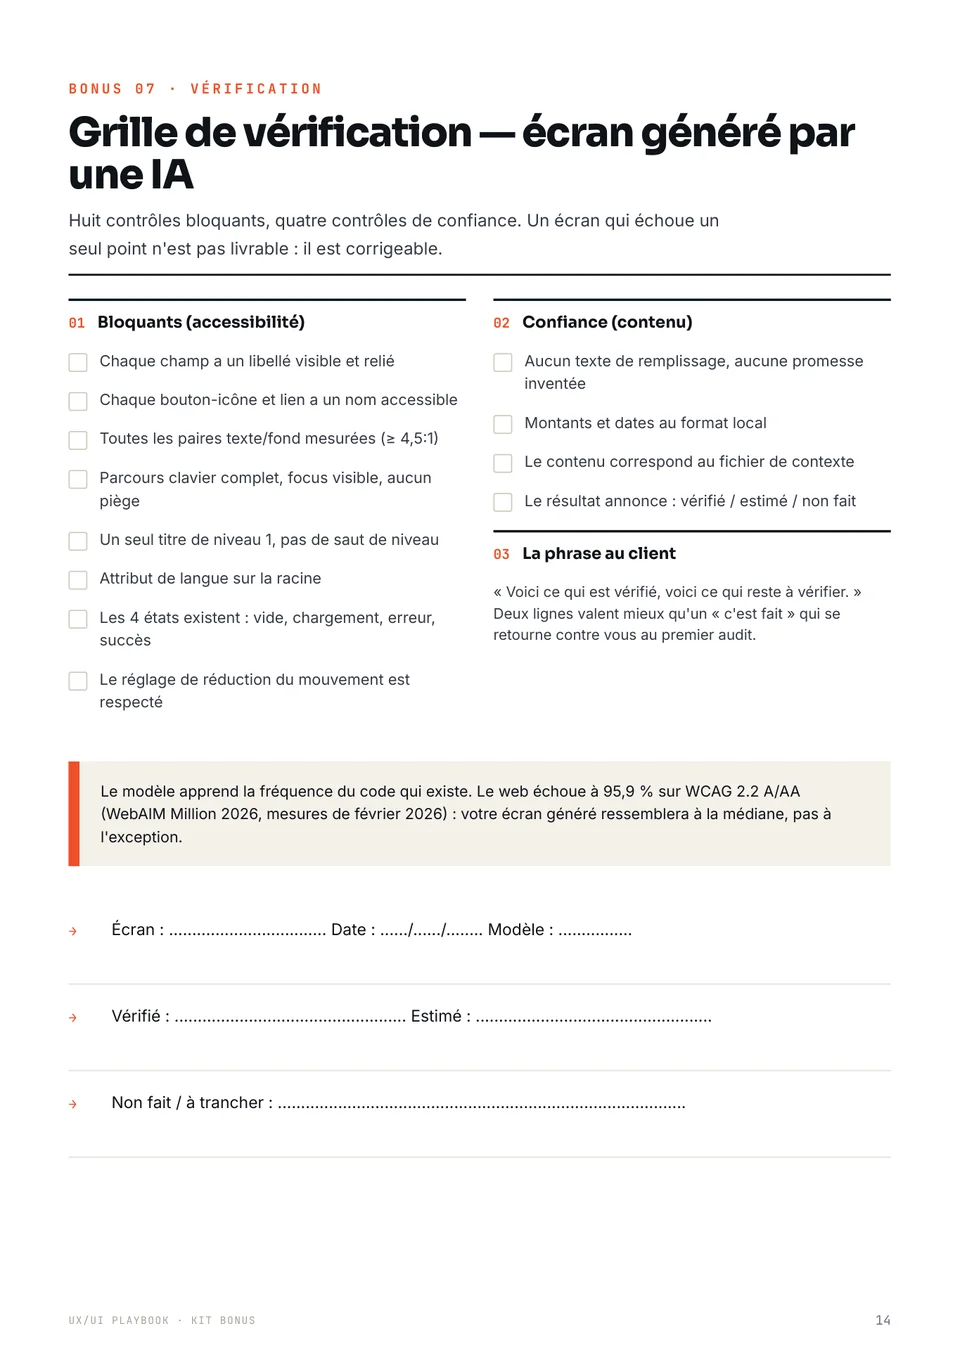 BONUS 07 · VÉRIFICATION
Grille de vérification — écran généré par
une IA
Huit contrôles bloquants, quatre contrôles de confiance. Un écran qui échoue un
seul point n'est pas livrable : il est corrigeable.
01 Bloquants (accessibilité)
Chaque champ a un libellé visible et relié
Chaque bouton-icône et lien a un nom accessible
Toutes les paires texte/fond mesurées (≥ 4,5:1)
Parcours clavier complet, focus visible, aucun
piège
Un seul titre de niveau 1, pas de saut de niveau
Attribut de langue sur la racine
Les 4 états existent : vide, chargement, erreur,
succès
Le réglage de réduction du mouvement est
respecté
02 Confiance (contenu)
Aucun texte de remplissage, aucune promesse
inventée
Montants et dates au format local
Le contenu correspond au fichier de contexte
Le résultat annonce : vérifié / estimé / non fait
03 La phrase au client
« Voici ce qui est vérifié, voici ce qui reste à vérifier. »
Deux lignes valent mieux qu'un « c'est fait » qui se
retourne contre vous au premier audit.
Le modèle apprend la fréquence du code qui existe. Le web échoue à 95,9 % sur WCAG 2.2 A/AA
(WebAIM Million 2026, mesures de février 2026) : votre écran généré ressemblera à la médiane, pas à
l'exception.
→ Écran : .................................. Date : ....../....../........ Modèle : ................
→ Vérifié : .................................................. Estimé : ...................................................
→ Non fait / à trancher : ........................................................................................
UX/UI PLAYBOOK · KIT BONUS
14